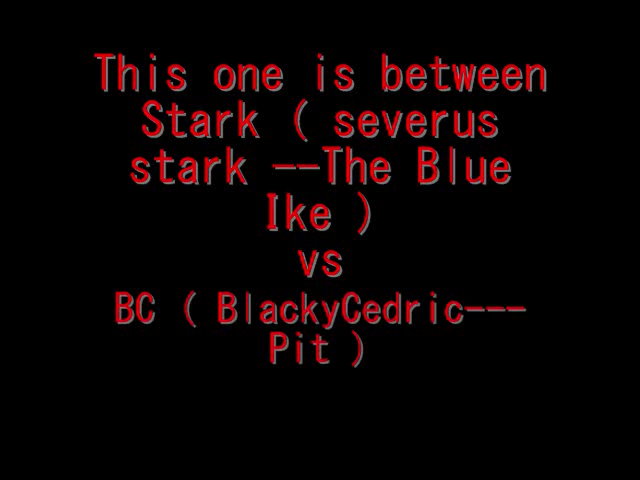 This one is between
Stark ( severus
stark --The Blue
Ike )
vs
BC ( BlackyCedric---
Pit )